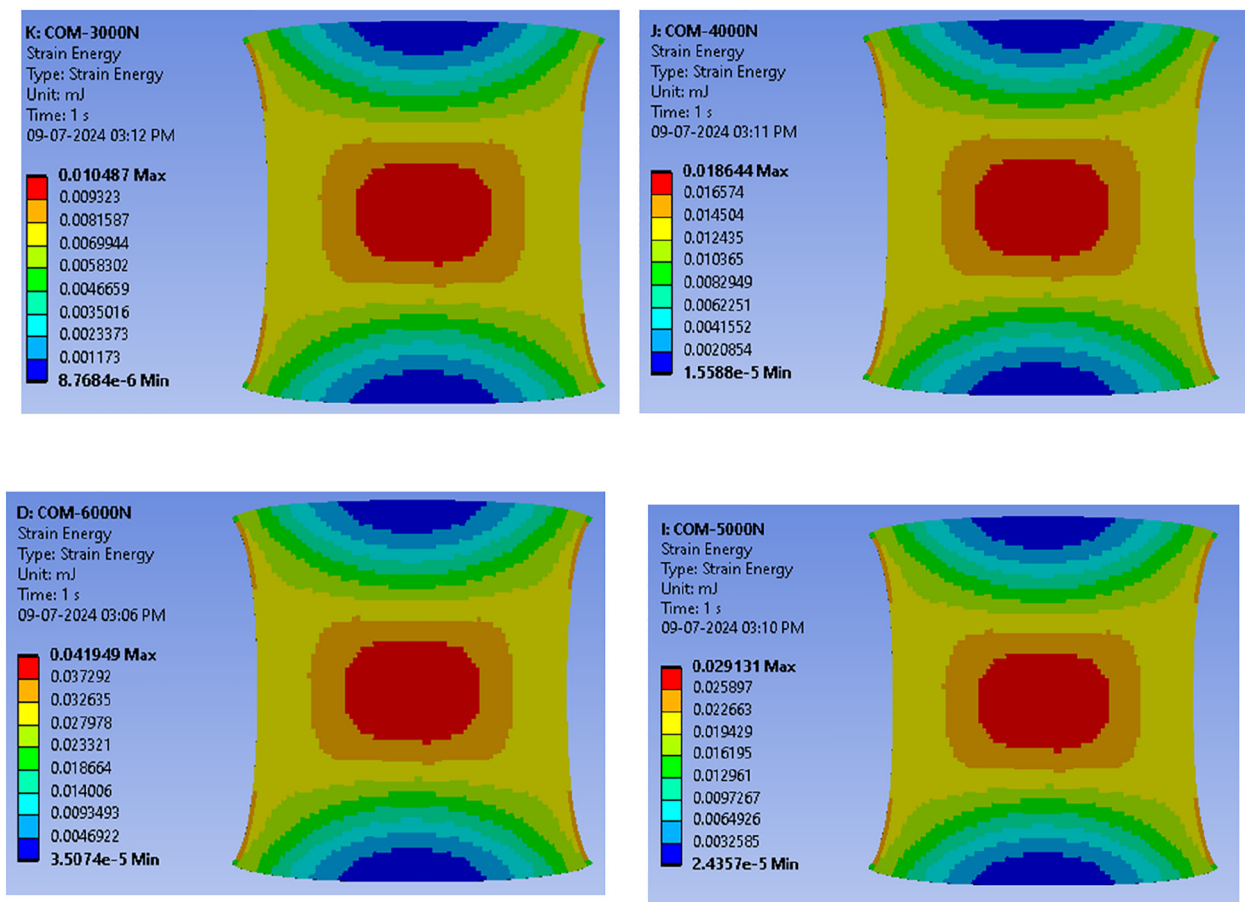 K: COM-3000N
Strain Energy
Type: Strain Energy
Unit: mJ
Time: 1 s
09-07-2024 03:12 PM
0.010487 Max
0.009323
0.0081587
0.0069944
0.0058302
0.0046659
0.0035016
0.0023373
0.001173
8.7684e-6 Min
J: COM-4000N
Strain Energy
Type: Strain Energy
Unit: mJ
Time: 1 s
09-07-2024 03:11 PM
0.018644 Max
0.016574
0.014504
0.012435
0.010365
0.0082949
0.0062251
0.0041552
0.0020854
1.5588e-5 Min
D: COM-6000N
Strain Energy
Type: Strain Energy
Unit: mJ
Time: 1 s
09-07-2024 03:06 PM
0.041949 Max
0.037292
0.032635
0.027978
0.023321
0.018664
0.014006
0.0093493
0.0046922
3.5074e-5 Min
I: COM-5000N
Strain Energy
Type: Strain Energy
Unit: mJ
Time: 1 s
09-07-2024 03:10 PM
0.029131 Max
0.025897
0.022663
0.019429
0.016195
0.012961
0.0097267
0.0064926
0.0032585
2.4357e-5 Min